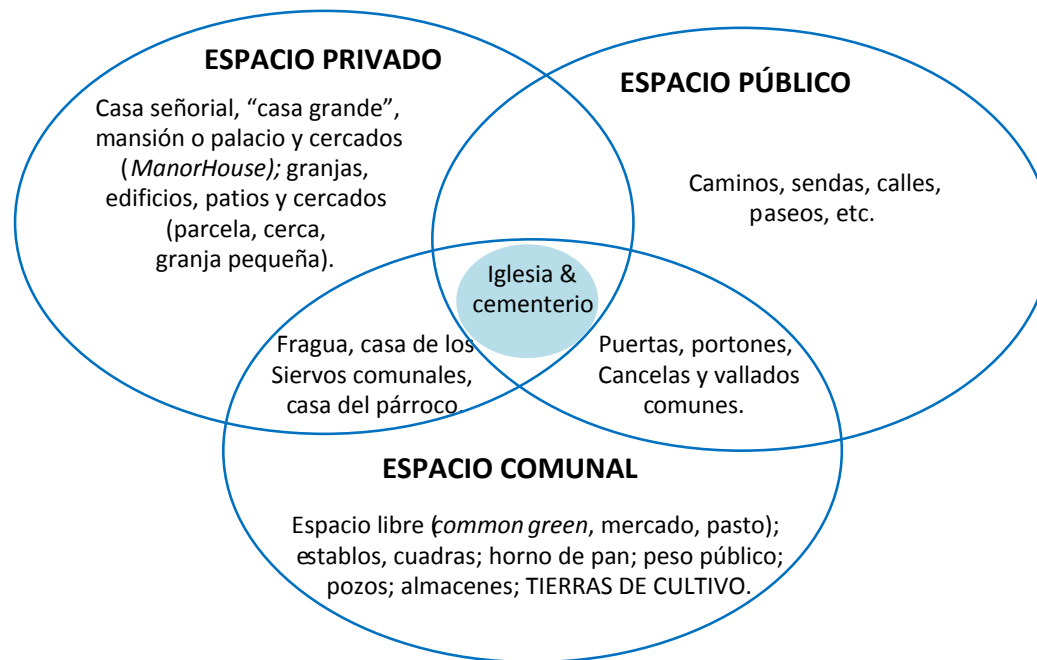 ESPACIO PRIVADO
Casa señorial, “casa grande”,
mansión o palacio y cercados
(ManorHouse); granjas,
edificios, patios y cercados
(parcela, cerca,
granja pequeña).
ESPACIO PÚBLICO
Caminos, sendas, calles,
paseos, etc.
Iglesia &
cementerio
Fragua, casa de los
Siervos comunales,
casa del párroco.
Puertas, portones,
Cancelas y vallados
comunes.
ESPACIO COMUNAL
Espacio libre (common green, mercado, pasto);
establos, cuadras; horno de pan; peso público;
pozos; almacenes; TIERRAS DE CULTIVO.